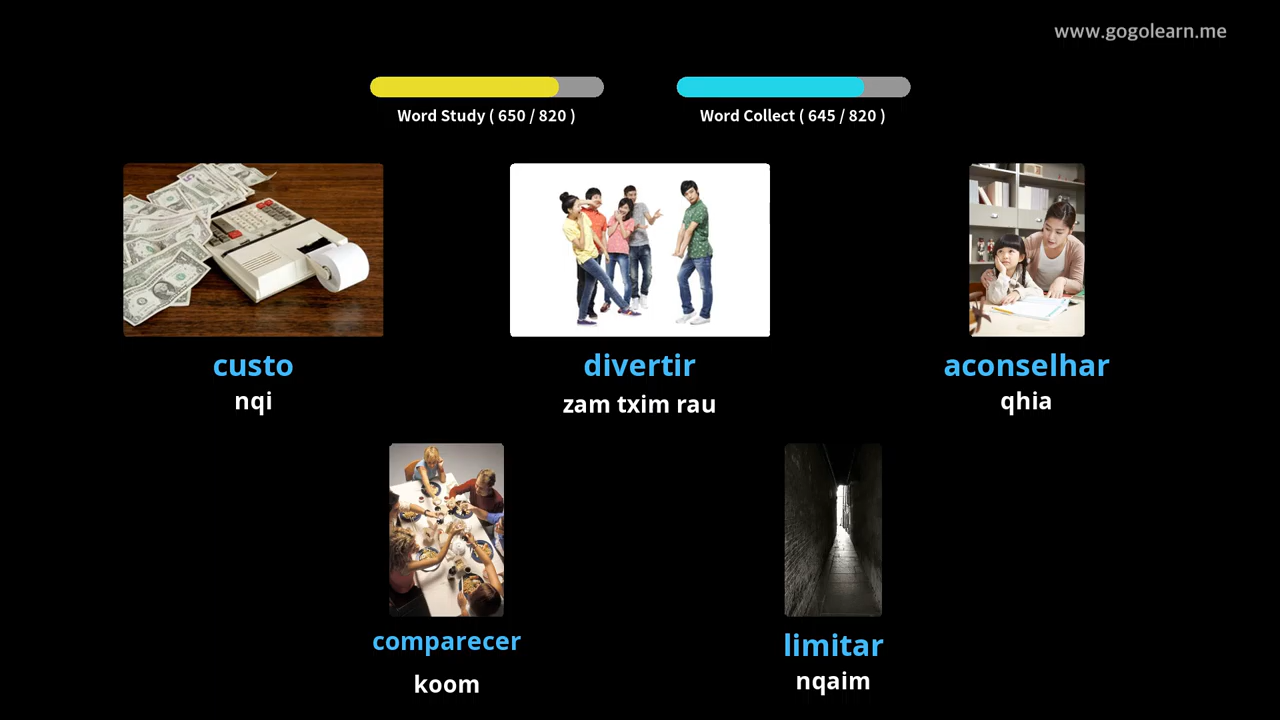 www.gogolearn.me
Word Study ( 650 / 820 )
Word Collect ( 645 / 820 )
custo
nqi
divertir
zam txim rau
aconselhar
qhia
comparecer
koom
limitar
nqaim